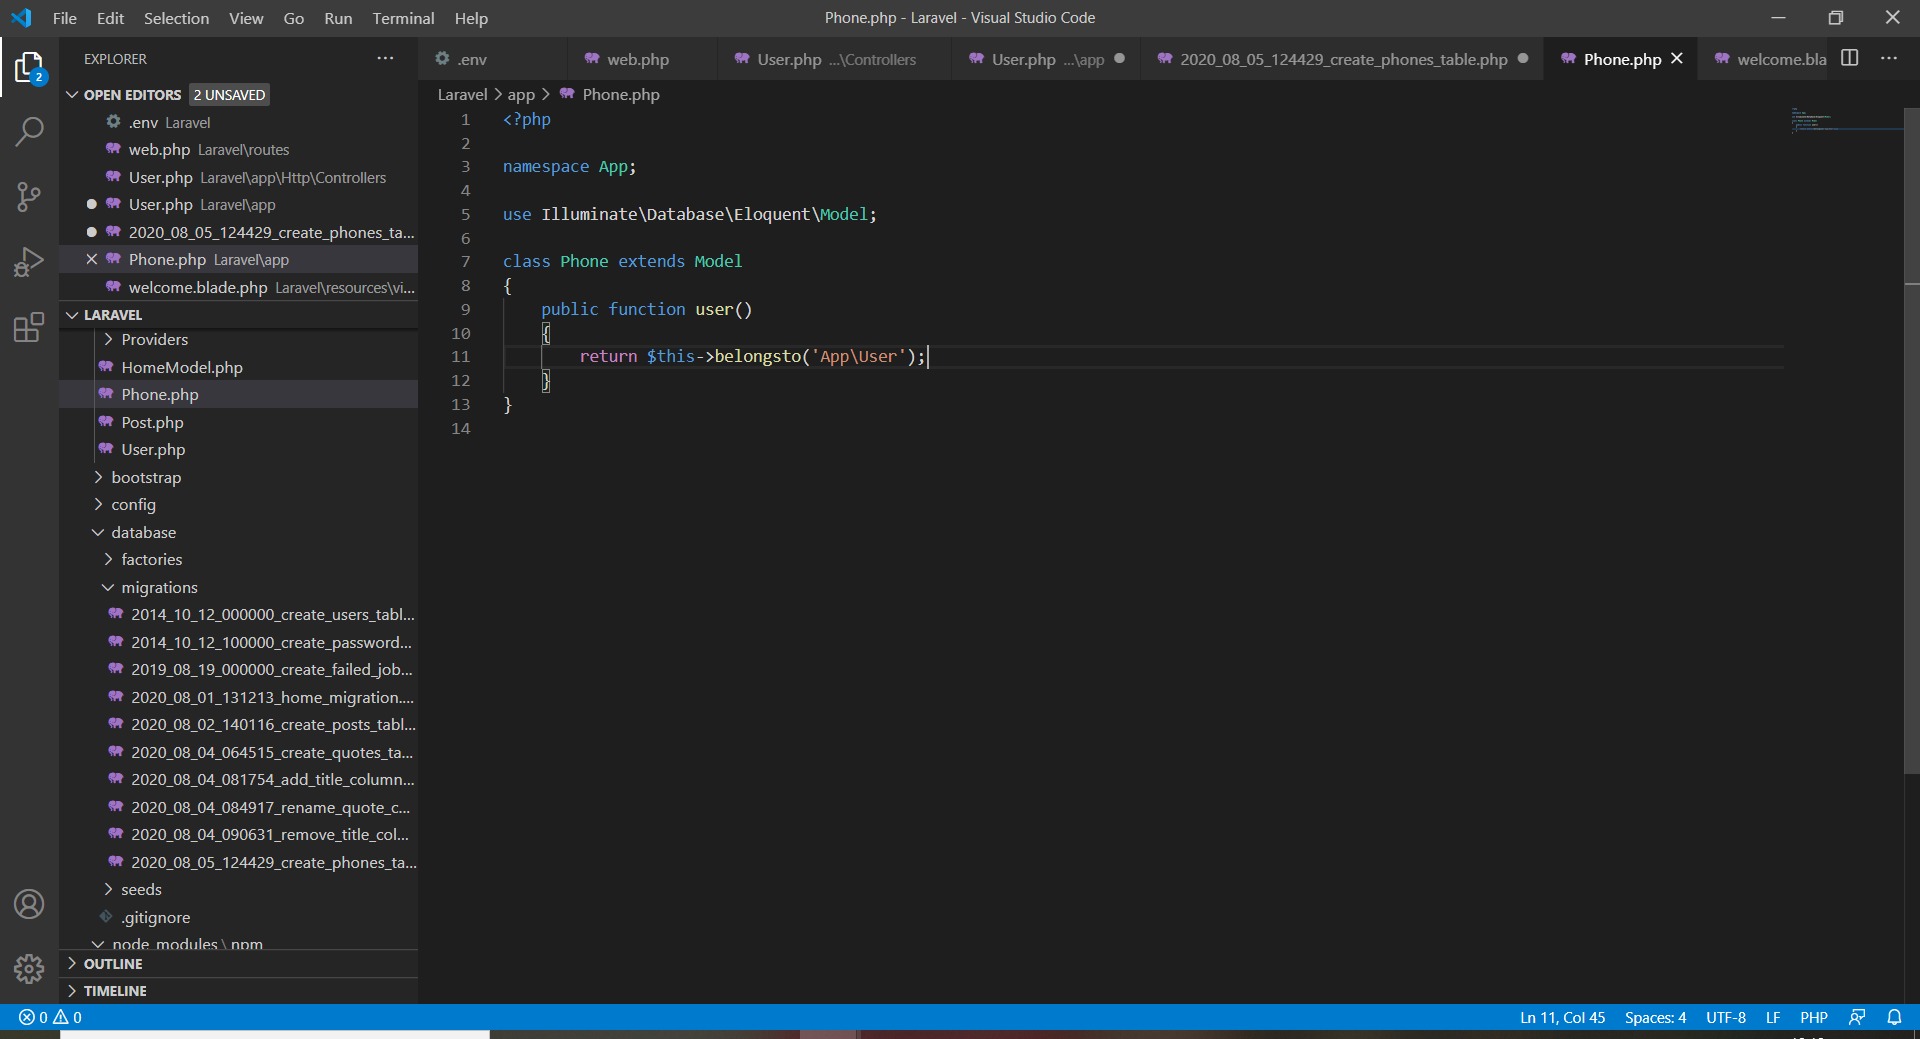 File Edit Selection View Go Run Terminal Help
Phone.php - Laravel - Visual Studio Code
EXPLORER
2
OPEN EDITORS 2 UNSAVED
.env Laravel
web.php Laravel\routes
User.php Laravel\app\Http\Controllers
User.php Laravel\app
2020_08_05_124429_create_phones_ta...
Phone.php Laravel\app
welcome.blade.php Laravel\resources\vi...
LARAVEL
Providers
HomeModel.php
Phone.php
Post.php
User.php
bootstrap
config
database
factories
migrations
2014_10_12_000000_create_users_tabl...
2014_10_12_100000_create_password...
2019_08_19_000000_create_failed_job...
2020_08_01_131213_home_migration....
2020_08_02_140116_create_posts_tabl...
2020_08_04_064515_create_quotes_ta...
2020_08_04_081754_add_title_column...
2020_08_04_084917_rename_quote_c...
2020_08_04_090631_remove_title_col...
2020_08_05_124429_create_phones_ta...
seeds
.gitignore
node_modules \ npm
OUTLINE
TIMELINE
.env web.php User.php ...\Controllers User.php ...\app 2020_08_05_124429_create_phones_table.php Phone.php welcome.bla
Laravel > app > Phone.php
1 <?php
2
3 namespace App;
4
5 use Illuminate\Database\Eloquent\Model;
6
7 class Phone extends Model
8 {
9 public function user()
10 {
11 return $this->belongsto('App\User');
12 }
13 }
14
0 0
Ln 11, Col 45 Spaces: 4 UTF-8 LF PHP